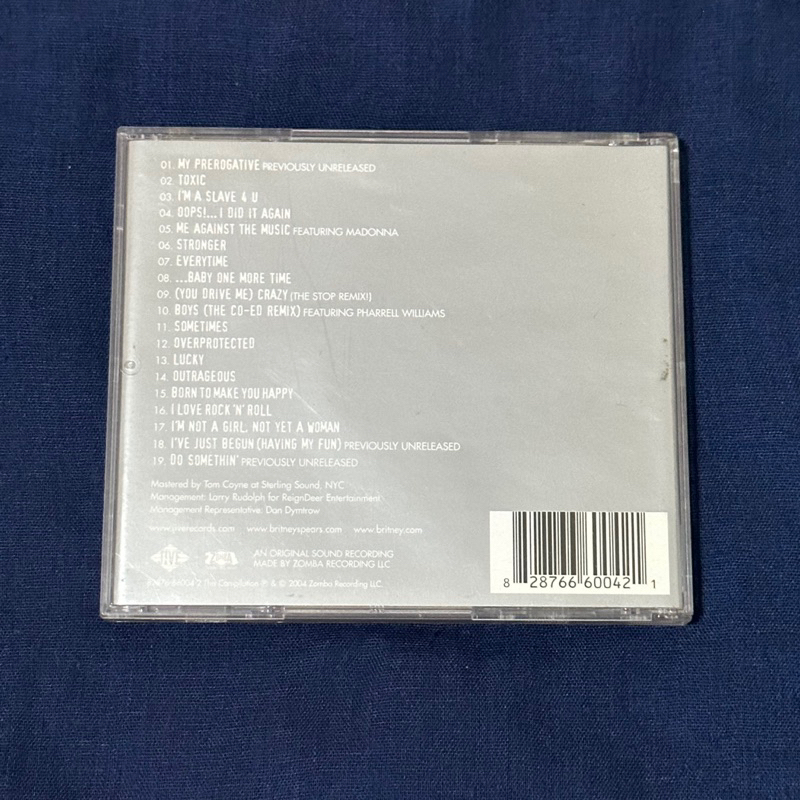 01. MY PREROGATIVE PREVIOUSLY UNRELEASED
02. TOXIC
03. I'M A SLAVE 4 U
04. OOPS!...I DID IT AGAIN
05. ME AGAINST THE MUSIC FEATURING MADONNA
06. STRONGER
07. EVERYTIME
08. ...BABY ONE MORE TIME
09. (YOU DRIVE ME) CRAZY (THE STOP REMIX!)
10. BOYS (THE CO-ED REMIX) FEATURING PHARRELL WILLIAMS
11. SOMETIMES
12. OVERPROTECTED
13. LUCKY
14. OUTRAGEOUS
15. BORN TO MAKE YOU HAPPY
16. I LOVE ROCK 'N' ROLL
17. I'M NOT A GIRL, NOT YET A WOMAN
18. I'VE JUST BEGUN (HAVING MY FUN) PREVIOUSLY UNRELEASED
19. DO SOMETHIN' PREVIOUSLY UNRELEASED
Mastered by Tom Coyne at Sterling Sound, NYC
Management: Larry Rudolph for ReignDeer Entertainment
Management Representative: Dan Dymtrow
www.jiverecords.com www.britneyspears.com www.britney.com
JIVE
AN ORIGINAL SOUND RECORDING
MADE BY ZOMBA RECORDING LLC
This Compilation ℗ & © 2004 Zomba Recording LLC.
8 28766 60042 1